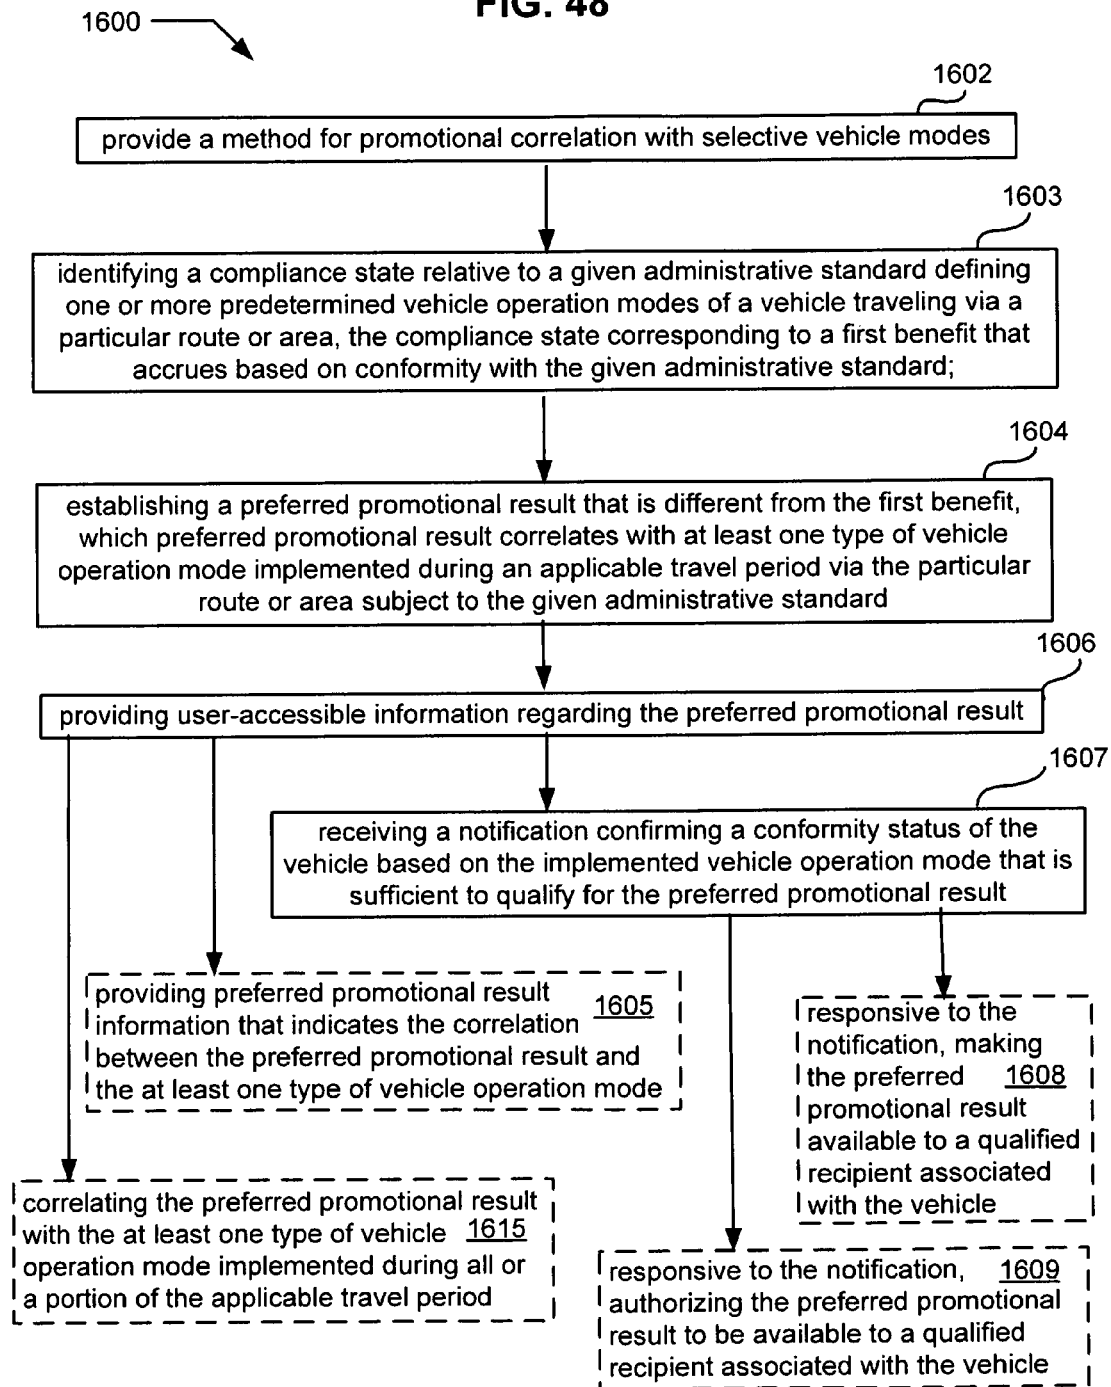 FIG. 48
1600
1602
provide a method for promotional correlation with selective vehicle modes
1603
identifying a compliance state relative to a given administrative standard defining
one or more predetermined vehicle operation modes of a vehicle traveling via a
particular route or area, the compliance state corresponding to a first benefit that
accrues based on conformity with the given administrative standard;
1604
establishing a preferred promotional result that is different from the first benefit,
which preferred promotional result correlates with at least one type of vehicle
operation mode implemented during an applicable travel period via the particular
route or area subject to the given administrative standard
1606
providing user-accessible information regarding the preferred promotional result
1607
receiving a notification confirming a conformity status of the
vehicle based on the implemented vehicle operation mode that is
sufficient to qualify for the preferred promotional result
providing preferred promotional result
information that indicates the correlation 1605
between the preferred promotional result and
the at least one type of vehicle operation mode
responsive to the
notification, making
the preferred 1608
promotional result
available to a qualified
recipient associated
with the vehicle
correlating the preferred promotional result
with the at least one type of vehicle 1615
operation mode implemented during all or
a portion of the applicable travel period
responsive to the notification, 1609
authorizing the preferred promotional
result to be available to a qualified
recipient associated with the vehicle